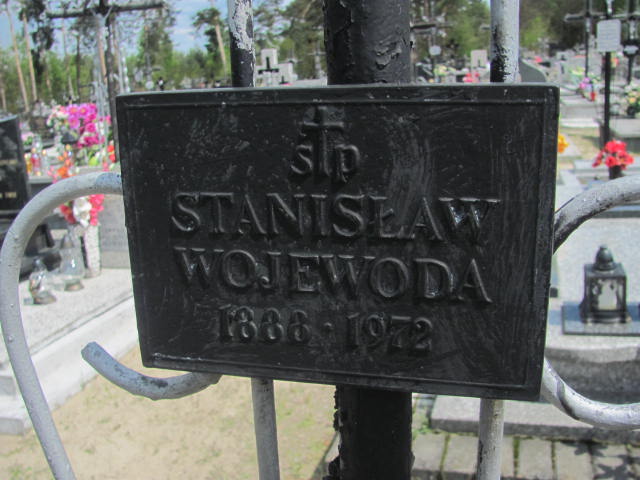 śp
STANISŁAW
WOJEWODA
1888 · 1972